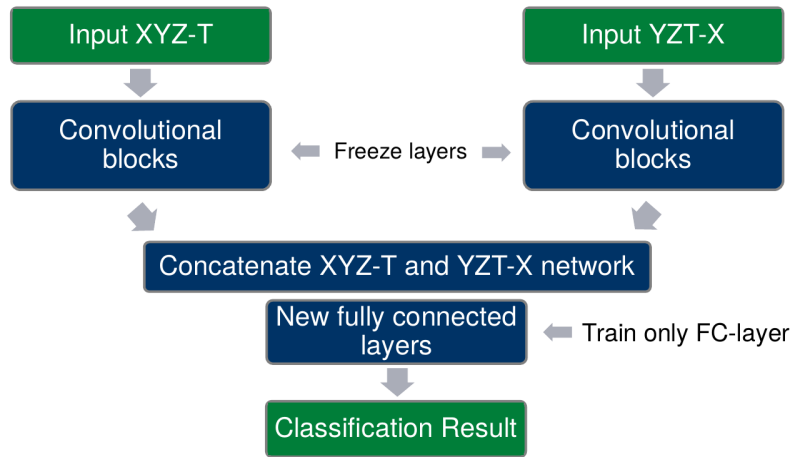 Input XYZ-T
Input YZT-X
Convolutional
blocks
Freeze layers
Convolutional
blocks
Concatenate XYZ-T and YZT-X network
New fully connected
layers
Train only FC-layer
Classification Result